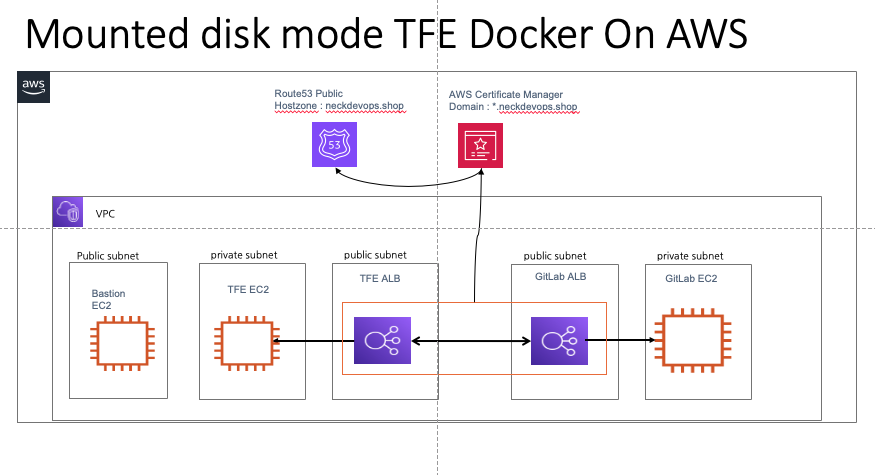 Mounted disk mode TFE Docker On AWS
aws
Route53 Public
Hostzone : neckdevops.shop
AWS Certificate Manager
Domain : *.neckdevops.shop
53
VPC
Public subnet
private subnet
public subnet
public subnet
private subnet
Bastion
EC2
TFE EC2
TFE ALB
GitLab ALB
GitLab EC2